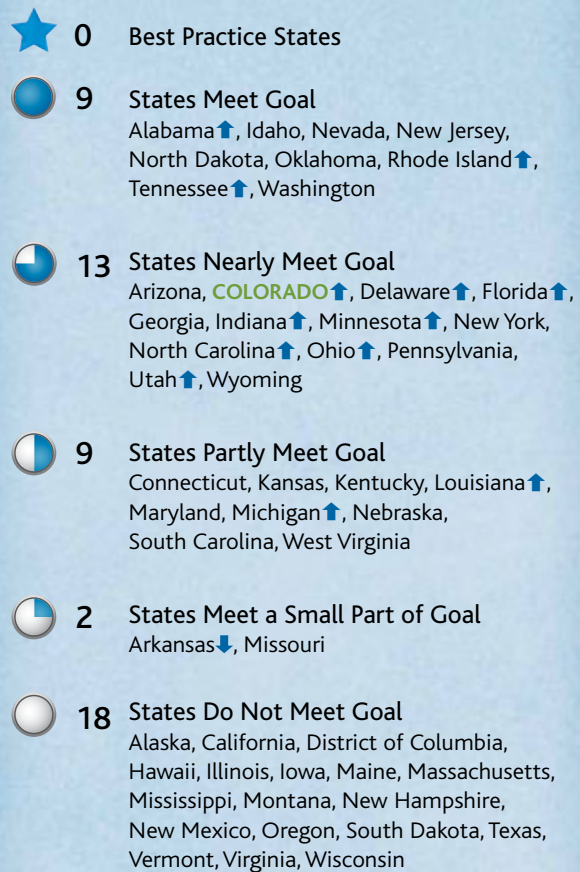 0 Best Practice States
9 States Meet Goal
Alabama⬆, Idaho, Nevada, New Jersey,
North Dakota, Oklahoma, Rhode Island⬆,
Tennessee⬆, Washington
13 States Nearly Meet Goal
Arizona, COLORADO⬆, Delaware⬆, Florida⬆,
Georgia, Indiana⬆, Minnesota⬆, New York,
North Carolina⬆, Ohio⬆, Pennsylvania,
Utah⬆, Wyoming
9 States Partly Meet Goal
Connecticut, Kansas, Kentucky, Louisiana⬆,
Maryland, Michigan⬆, Nebraska,
South Carolina, West Virginia
2 States Meet a Small Part of Goal
Arkansas⬇, Missouri
18 States Do Not Meet Goal
Alaska, California, District of Columbia,
Hawaii, Illinois, Iowa, Maine, Massachusetts,
Mississippi, Montana, New Hampshire,
New Mexico, Oregon, South Dakota, Texas,
Vermont, Virginia, Wisconsin